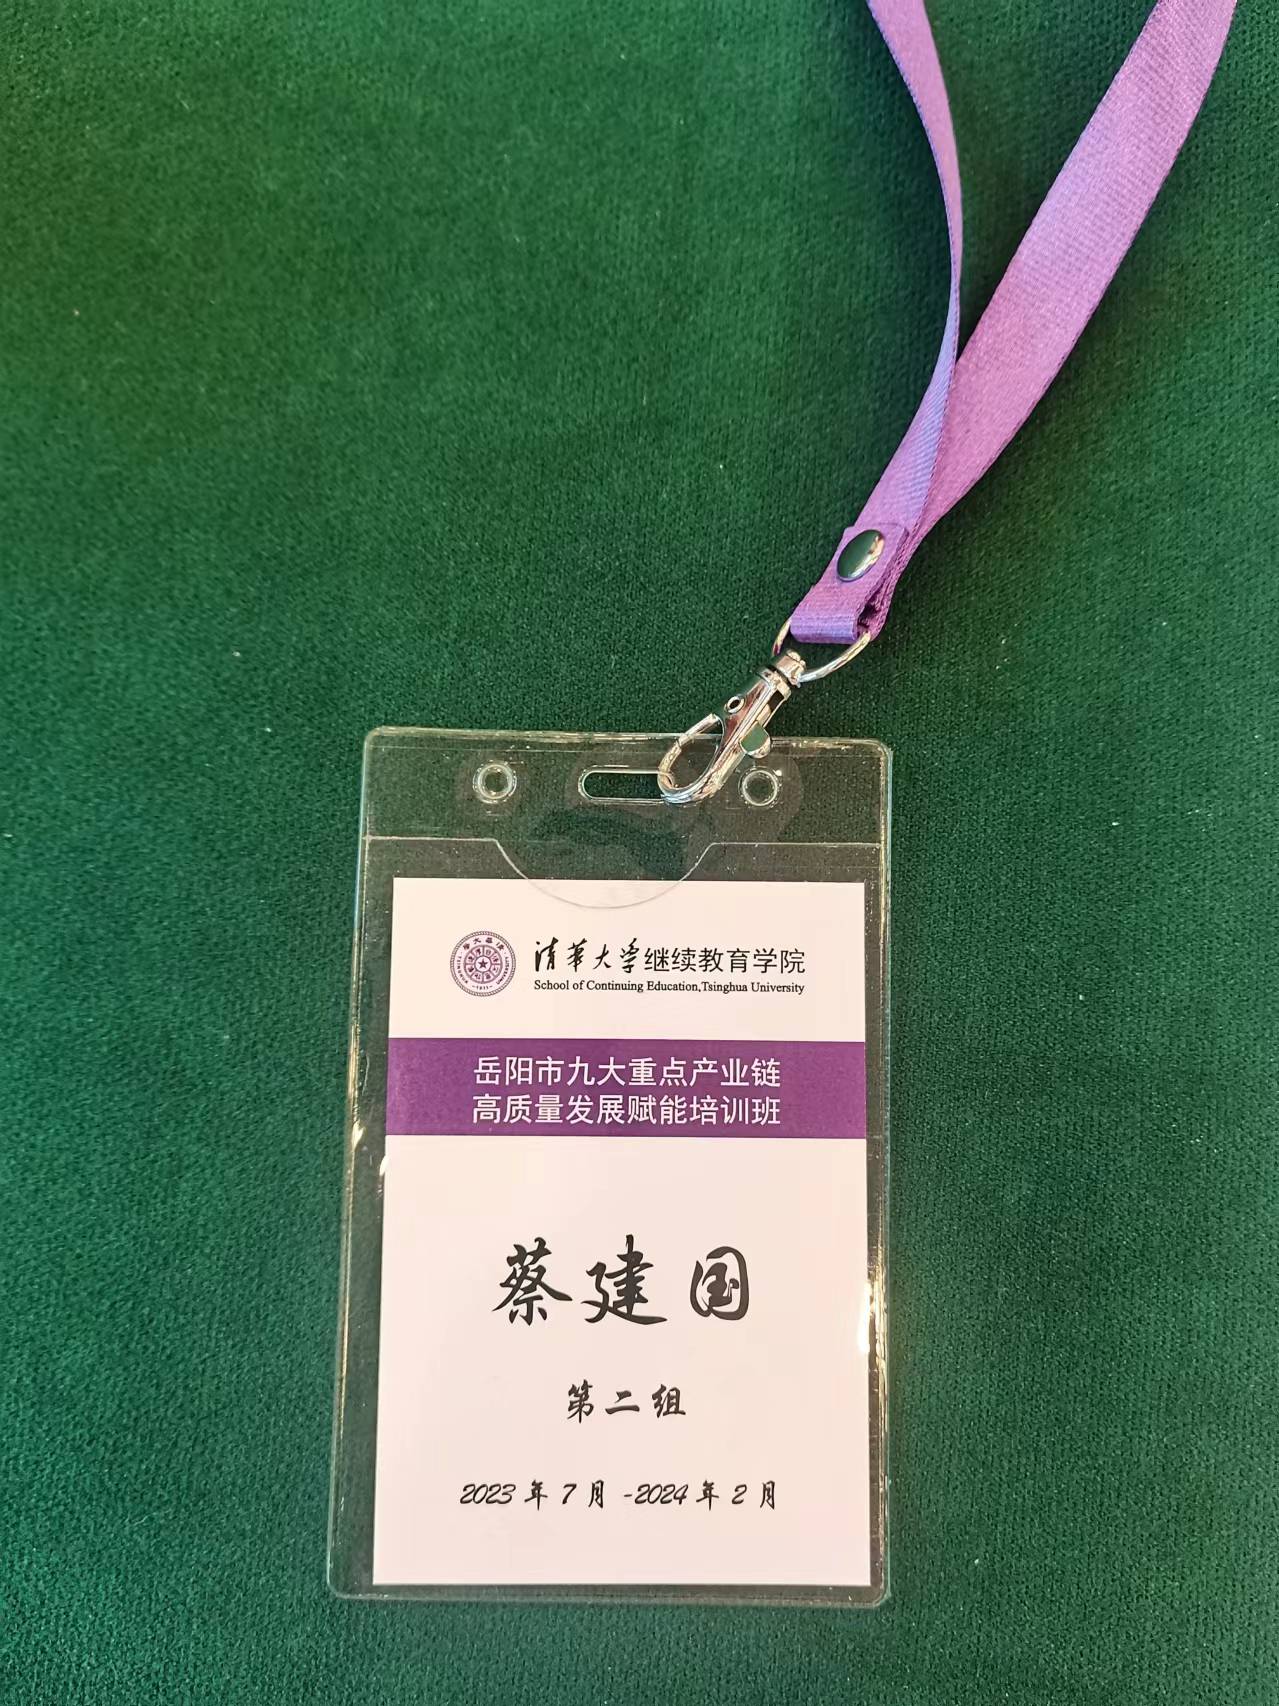 清华大学继续教育学院
School of Continuing Education,Tsinghua University
岳阳市九大重点产业链
高质量发展赋能培训班
蔡建国
第二组
2023年7月-2024年2月